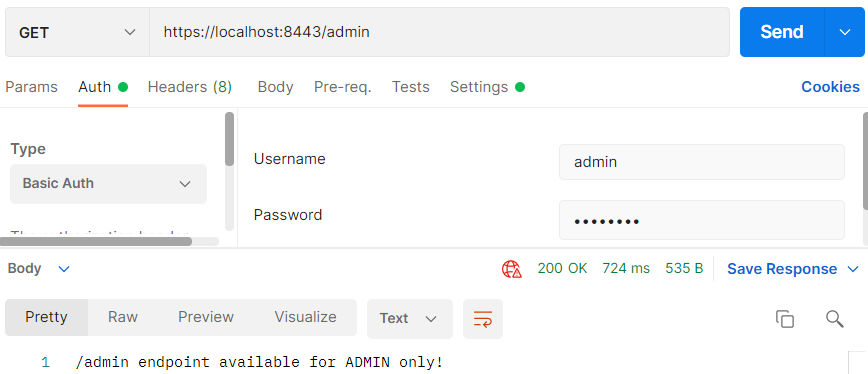 GET https://localhost:8443/admin Send
Params Auth Headers (8) Body Pre-req. Tests Settings Cookies
Type
Basic Auth
Username admin
Password ••••••••
Body 200 OK 724 ms 535 B Save Response
Pretty Raw Preview Visualize Text
1 /admin endpoint available for ADMIN only!